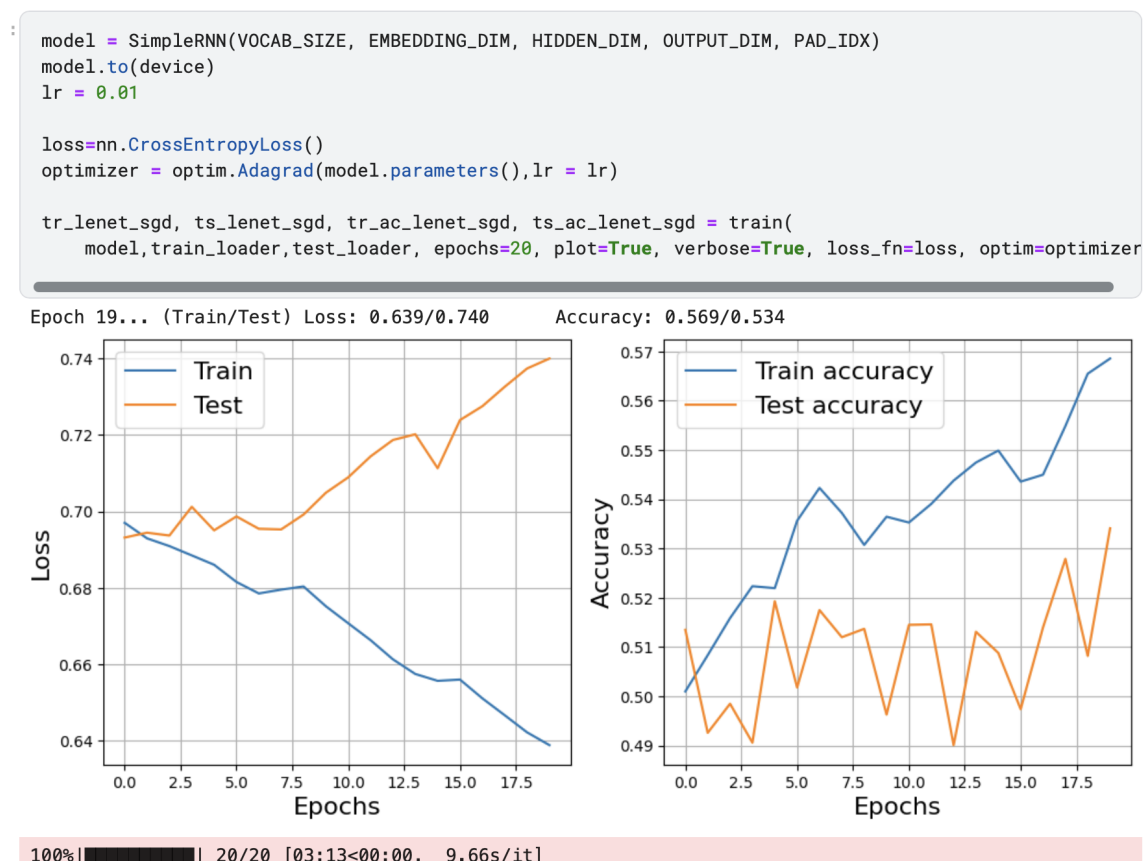 :
model = SimpleRNN(VOCAB_SIZE, EMBEDDING_DIM, HIDDEN_DIM, OUTPUT_DIM, PAD_IDX)
model.to(device)
lr = 0.01
loss=nn.CrossEntropyLoss()
optimizer = optim.Adagrad(model.parameters(),lr = lr)
tr_lenet_sgd, ts_lenet_sgd, tr_ac_lenet_sgd, ts_ac_lenet_sgd = train(
    model,train_loader,test_loader, epochs=20, plot=True, verbose=True, loss_fn=loss, optim=optimizer
Epoch 19... (Train/Test) Loss: 0.639/0.740 Accuracy: 0.569/0.534
Train
Test
0.74
0.72
0.70
0.68
0.66
0.64
Loss
0.0 2.5 5.0 7.5 10.0 12.5 15.0 17.5
Epochs
Train accuracy
Test accuracy
0.57
0.56
0.55
0.54
0.53
0.52
0.51
0.50
0.49
Accuracy
0.0 2.5 5.0 7.5 10.0 12.5 15.0 17.5
Epochs
100%|██████████| 20/20 [03:13<00:00, 9.66s/it]